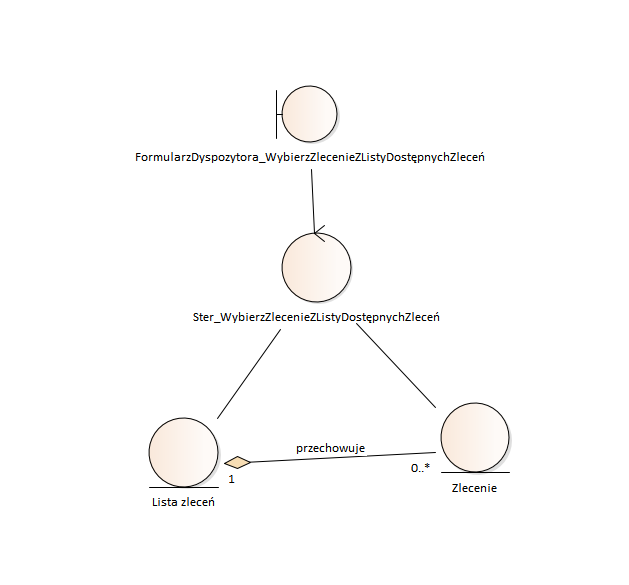 FormularzDyspozytora_WybierzZlecenieZListyDostępnychZleceń
Ster_WybierzZlecenieZListyDostępnychZleceń
przechowuje
1
0..*
Lista zleceń
Zlecenie